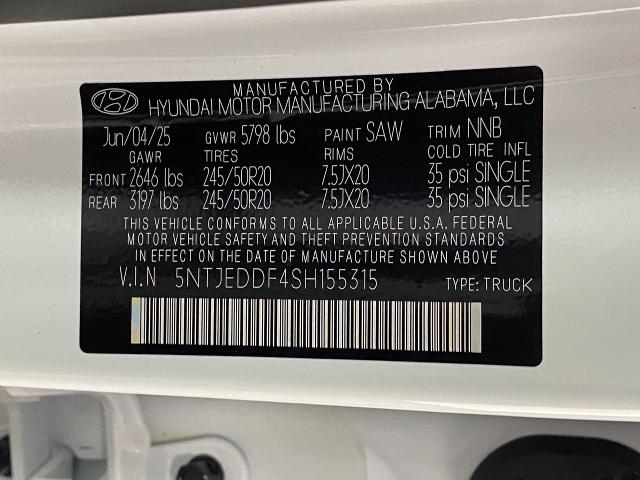 MANUFACTURED BY
HYUNDAI MOTOR MANUFACTURING ALABAMA, LLC
Jun/04/25 GVWR 5798 lbs PAINT SAW TRIM NNB
GAWR TIRES RIMS COLD TIRE INFL
FRONT 2646 lbs 245/50R20 7.5JX20 35 psi SINGLE
REAR 3197 lbs 245/50R20 7.5JX20 35 psi SINGLE
THIS VEHICLE CONFORMS TO ALL APPLICABLE U.S.A. FEDERAL
MOTOR VEHICLE SAFETY AND THEFT PREVENTION STANDARDS
IN EFFECT ON THE DATE OF MANUFACTURE SHOWN ABOVE
V.I.N 5NTJEDDF4SH155315 TYPE: TRUCK